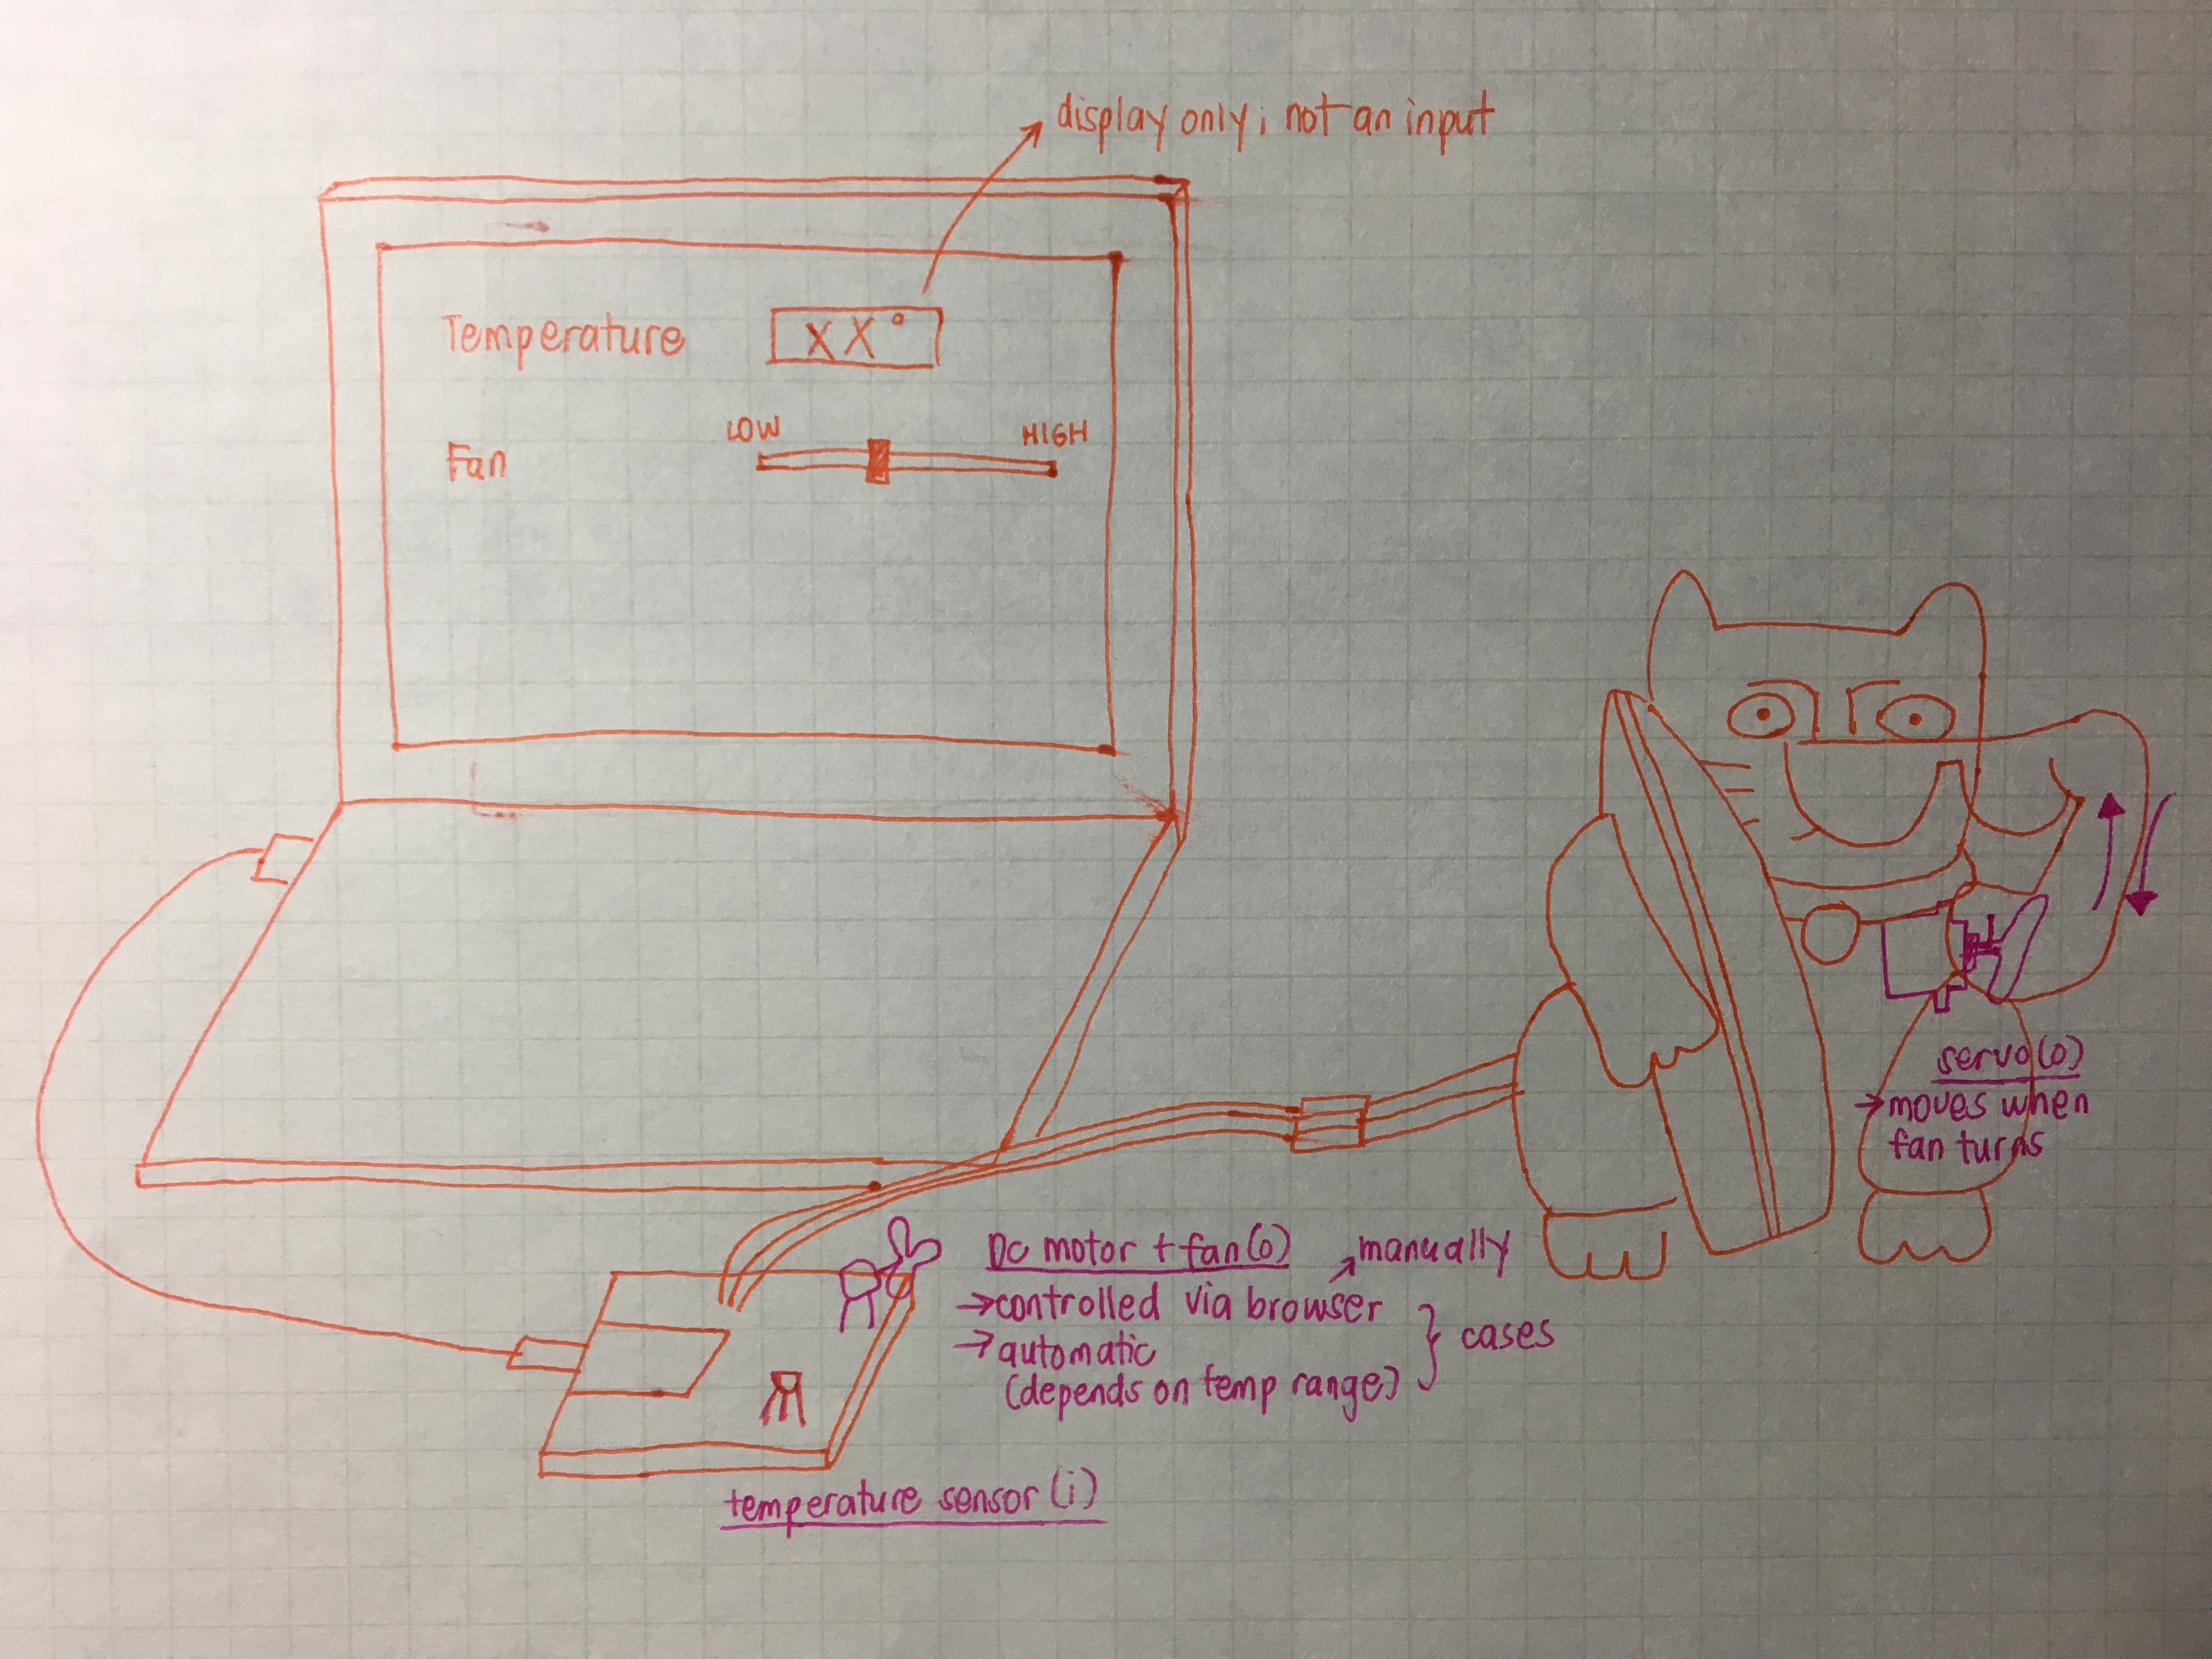 display only; not an input
Temperature XX°
LOW HIGH
Fan
servo(o)
→ moves when
fan turns
DC motor + fan(o)
↗ manually
→ controlled via browser
→ automatic
(depends on temp range)
} cases
temperature sensor (i)